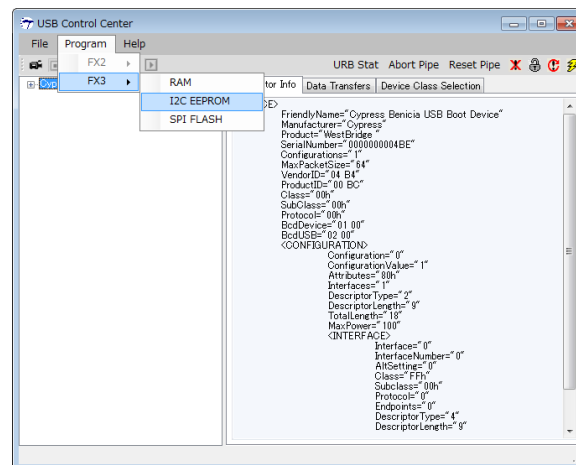 USB Control Center
File Program Help
FX2
URB Stat Abort Pipe Reset Pipe
FX3
RAM
I2C EEPROM
SPI FLASH
Cyp
tor Info Data Transfers Device Class Selection
CE>
FriendlyName="Cypress Benicia USB Boot Device"
Manufacturer="Cypress"
Product="WestBridge "
SerialNumber="0000000004BE"
Configurations="1"
MaxPacketSize="64"
VendorID="04 B4"
ProductID="00 BC"
Class="00h"
SubClass="00h"
Protocol="00h"
BcdDevice="01 00"
BcdUSB="02 00"
<CONFIGURATION>
Configuration="0"
ConfigurationValue="1"
Attributes="80h"
Interfaces="1"
DescriptorType="2"
DescriptorLength="9"
TotalLength="18"
MaxPower="100"
<INTERFACE>
Interface="0"
InterfaceNumber="0"
AltSetting="0"
Class="FFh"
Subclass="00h"
Protocol="0"
Endpoints="0"
DescriptorType="4"
DescriptorLength="9"